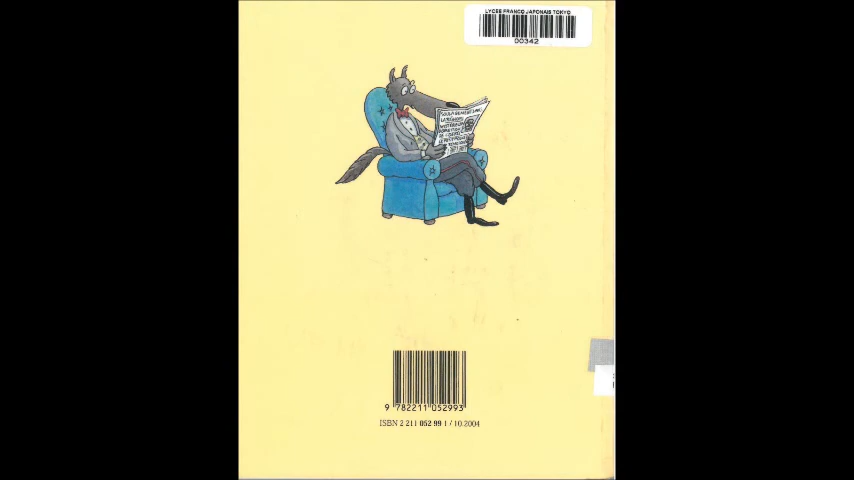 LYCEE FRANCO JAPONAIS TOKYO
00342
9 782211 052993
ISBN 2 211 052 99 1 / 10.2004